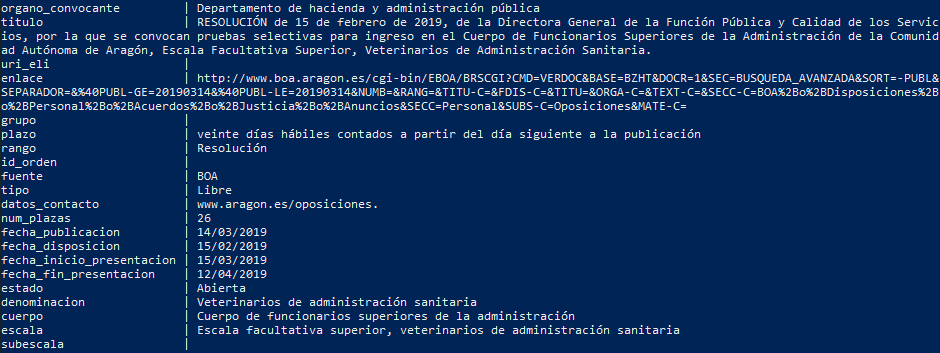 organo_convocante | Departamento de hacienda y administración pública
titulo | RESOLUCIÓN de 15 de febrero de 2019, de la Directora General de la Función Pública y Calidad de los Servic
ios, por la que se convocan pruebas selectivas para ingreso en el Cuerpo de Funcionarios Superiores de la Administración de la Comunid
ad Autónoma de Aragón, Escala Facultativa Superior, Veterinarios de Administración Sanitaria.
uri_eli |
enlace | http://www.boa.aragon.es/cgi-bin/EBOA/BRSCGI?CMD=VERDOC&BASE=BZHT&DOCR=1&SEC=BUSQUEDA_AVANZADA&SORT=-PUBL&
SEPARADOR=&%40PUBL-GE=20190314&%40PUBL-LE=20190314&NUMB=&RANG=&TITU-C=&FDIS-C=&TITU=&ORGA-C=&TEXT-C=&SECC-C=BOA%2Bo%2BDisposiciones%2B
o%2BPersonal%2Bo%2BAcuerdos%2Bo%2BJusticia%2Bo%2BAnuncios&SECC=Personal&SUBS-C=Oposiciones&MATE-C=
grupo |
plazo | veinte días hábiles contados a partir del día siguiente a la publicación
rango | Resolución
id_orden |
fuente | BOA
tipo | Libre
datos_contacto | www.aragon.es/oposiciones.
num_plazas | 26
fecha_publicacion | 14/03/2019
fecha_disposicion | 15/02/2019
fecha_inicio_presentacion | 15/03/2019
fecha_fin_presentacion | 12/04/2019
estado | Abierta
denominacion | Veterinarios de administración sanitaria
cuerpo | Cuerpo de funcionarios superiores de la administración
escala | Escala facultativa superior, veterinarios de administración sanitaria
subescala |